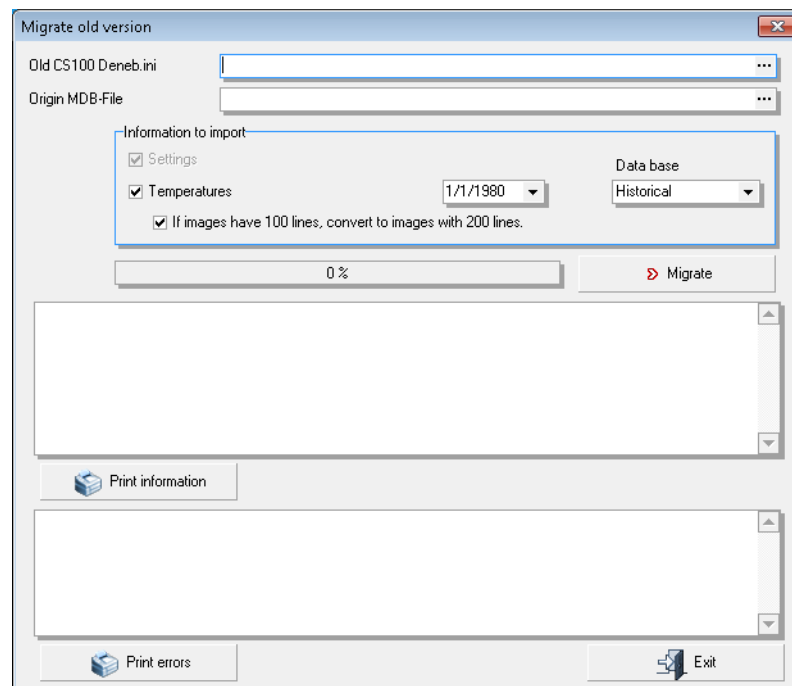 Migrate old version
Old CS100 Deneb.ini
...
Origin MDB-File
...
Information to import
Settings
Data base
Temperatures
1/1/1980
Historical
If images have 100 lines, convert to images with 200 lines.
0 %
Migrate
Print information
Print errors
Exit